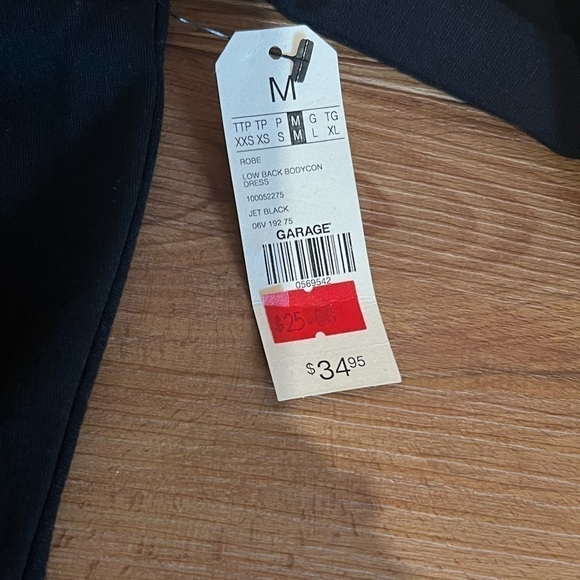 M
TTP TP P M G TG
XXS XS S M L XL
ROBE
LOW BACK BODYCON
DRESS
100052275
JET BLACK
06V 192 75
GARAGE
0569542
$34.95